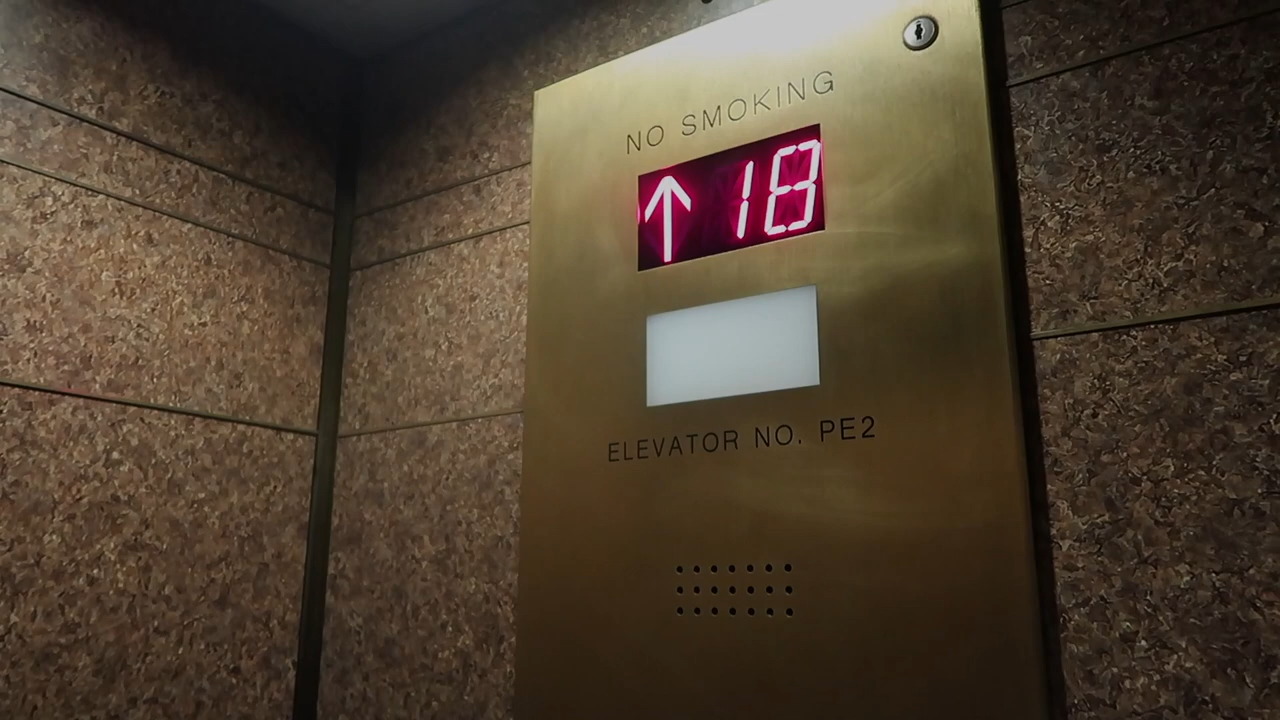 NO SMOKING
↑ 18
ELEVATOR NO. PE2